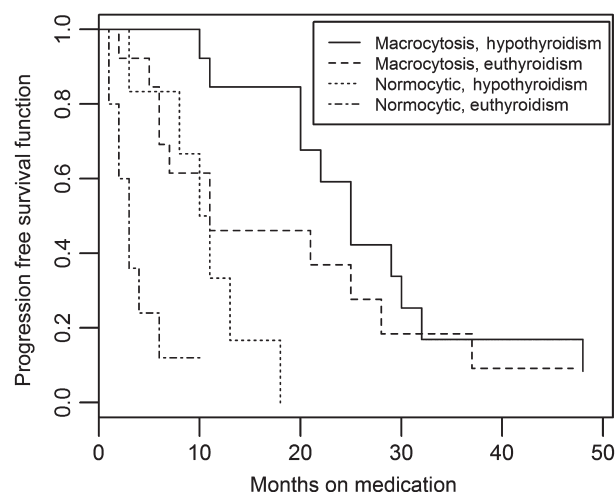 Progression free survival function
1.0
0.8
0.6
0.4
0.2
0.0
Macrocytosis, hypothyroidism
Macrocytosis, euthyroidism
Normocytic, hypothyroidism
Normocytic, euthyroidism
0 10 20 30 40 50
Months on medication